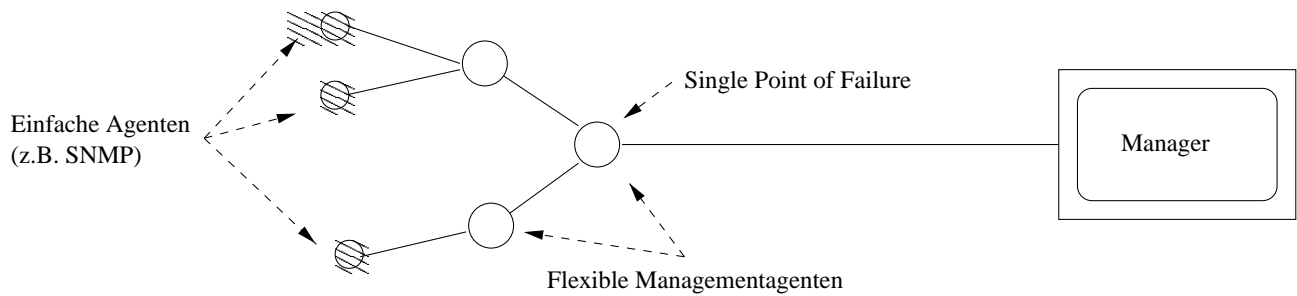 Single Point of Failure
Einfache Agenten
(z.B. SNMP)
Manager
Flexible Managementagenten